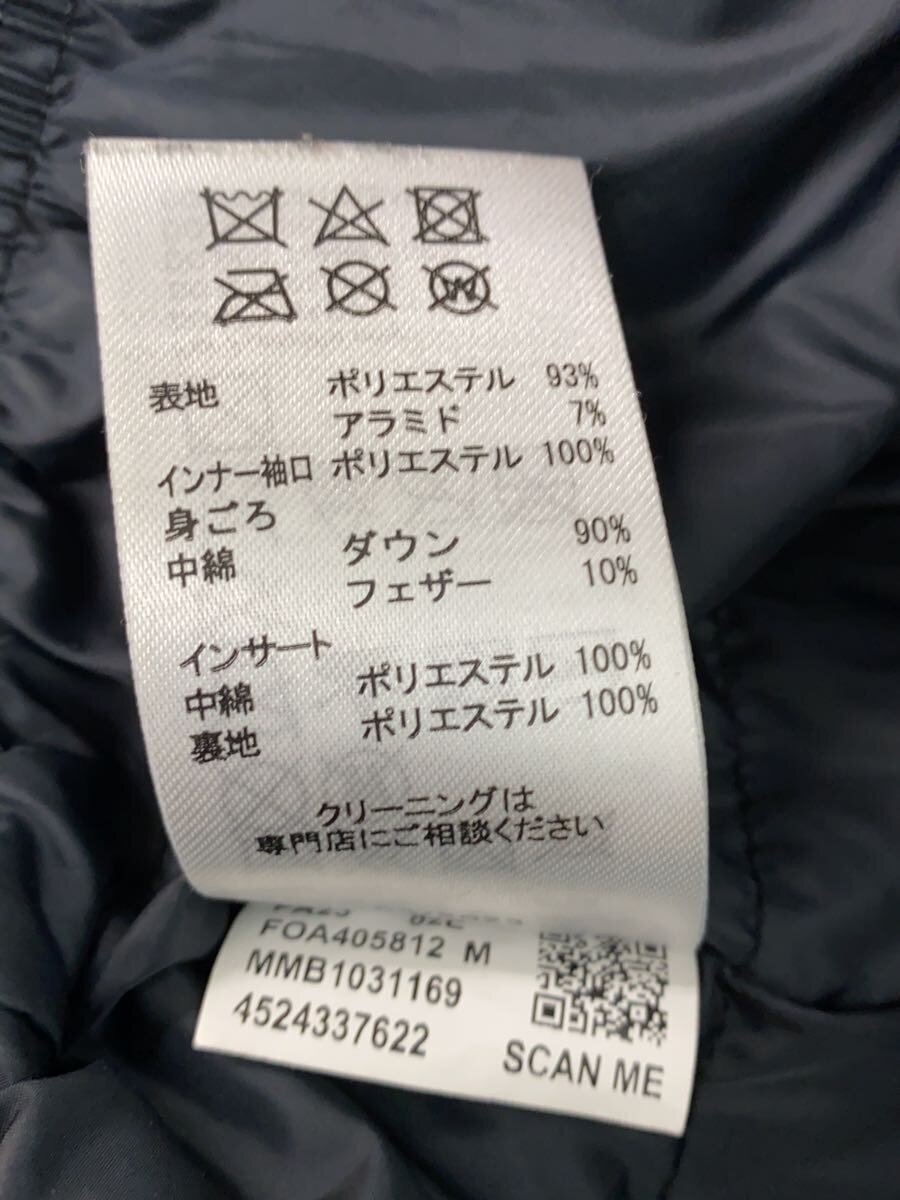 表地 ポリエステル 93%
アラミド 7%
インナー袖口 ポリエステル 100%
身ごろ
中綿 ダウン 90%
フェザー 10%
インサート
中綿 ポリエステル 100%
裏地 ポリエステル 100%
クリーニングは
専門店にご相談ください
FOA405812 M
MMB1031169
4524337622
SCAN ME